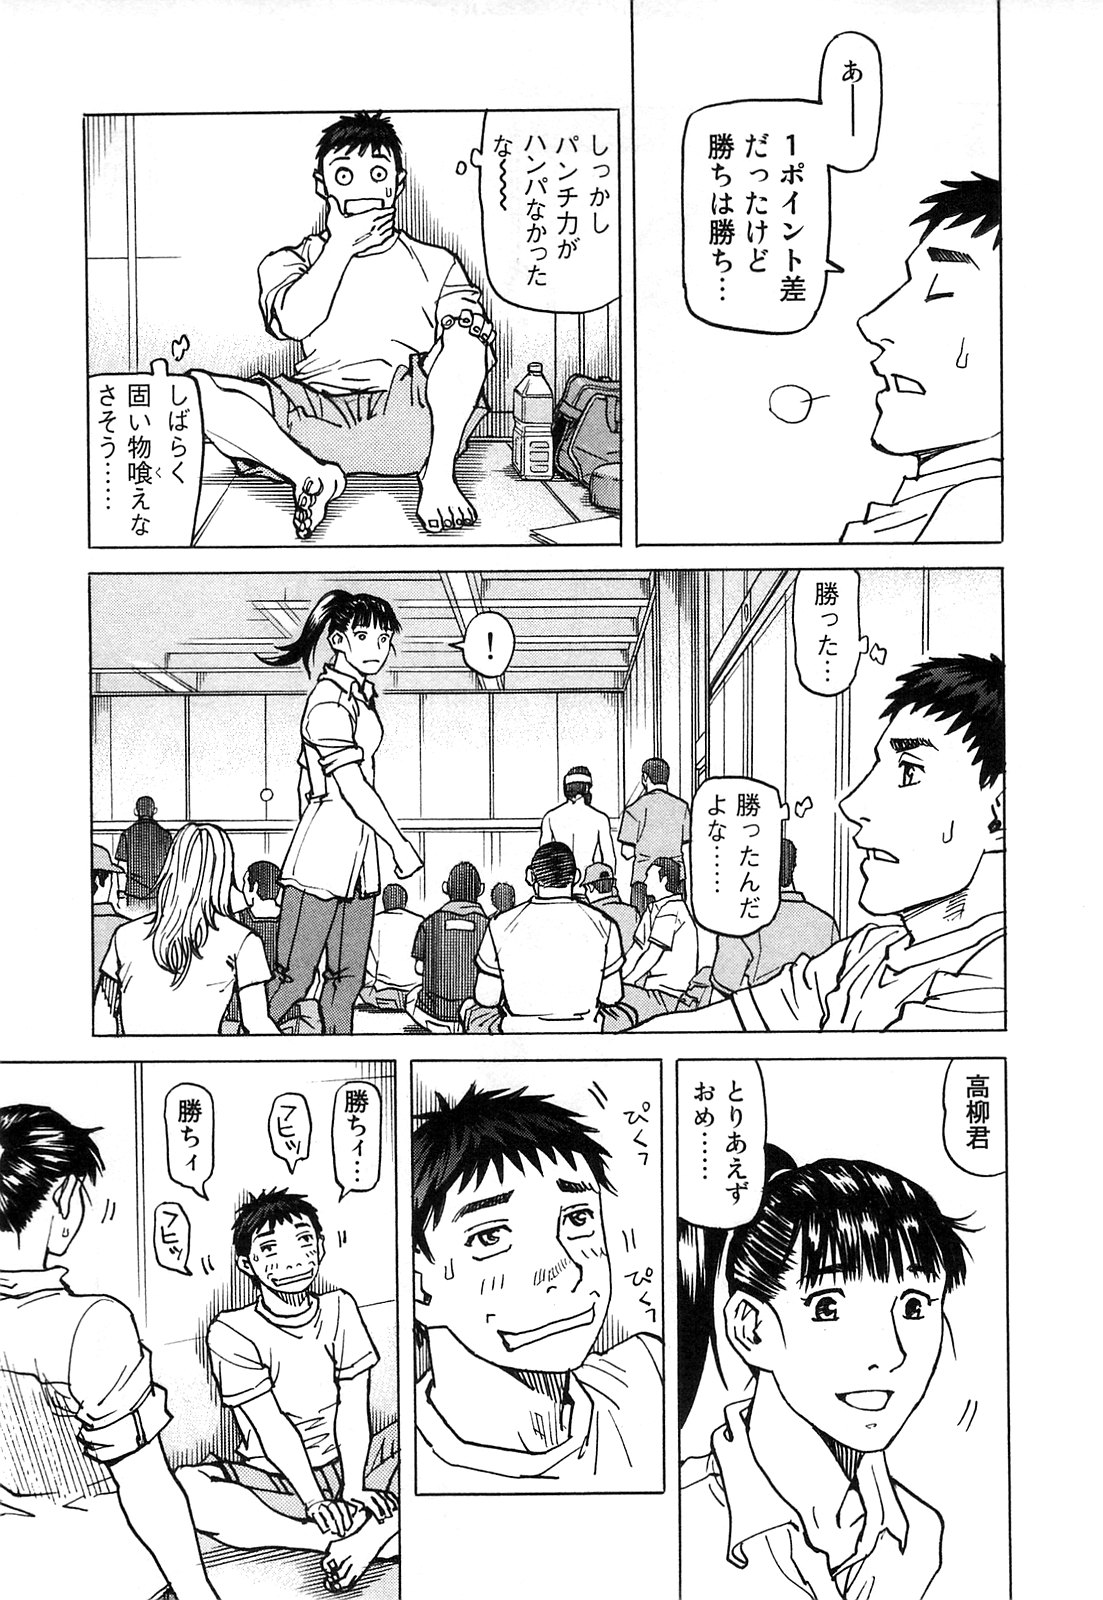 あー
1ポイント差
だったけど
勝ちは勝ち…
しっかし
パンチ力が
ハンパなかった
な〜〜〜
しばらく
固い物喰えな
さそう……
く
勝った…
勝ったんだ
よな……
！
高柳君
とりあえず
おめ……
ぴくっ
ぴくっ
勝ちィ…
フヒッ
勝ちィ
フヒッ